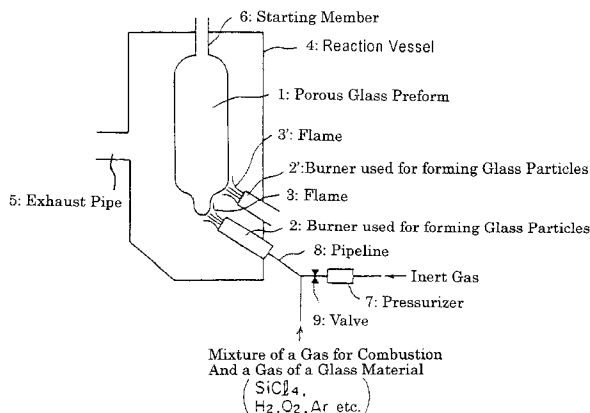 6: Starting Member
4: Reaction Vessel
1: Porous Glass Preform
3': Flame
2': Burner used for forming Glass Particles
3: Flame
5: Exhaust Pipe
2: Burner used for forming Glass Particles
8: Pipeline
Inert Gas
7: Pressurizer
9: Valve
Mixture of a Gas for Combustion
And a Gas of a Glass Material
( SiCl4,
H2, O2, Ar etc. )